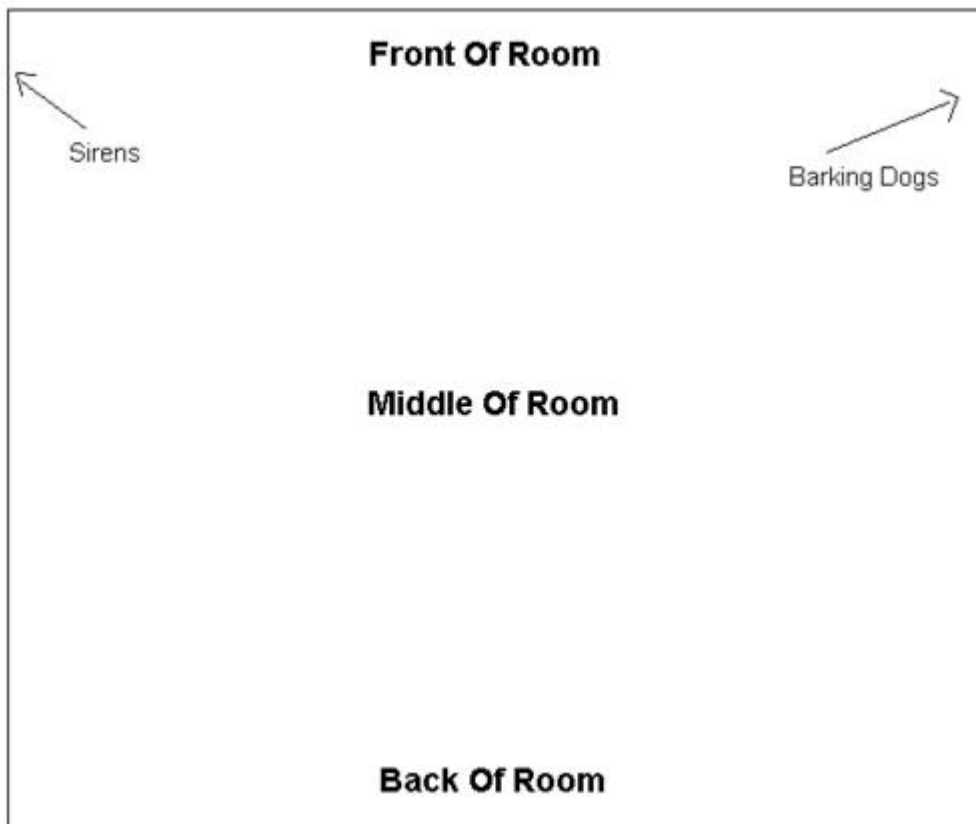 Front Of Room
Sirens
Barking Dogs
Middle Of Room
Back Of Room